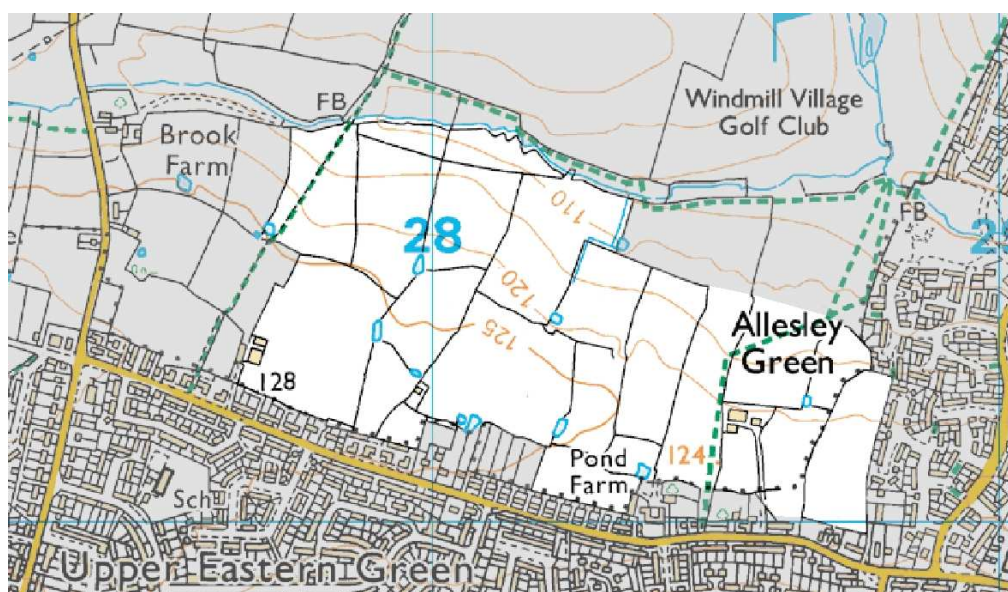 FB
Windmill Village
Golf Club
Brook
Farm
110
FB
28
120
125
Allesley
Green
128
Pond
Farm
124
Sch
Upper Eastern Green